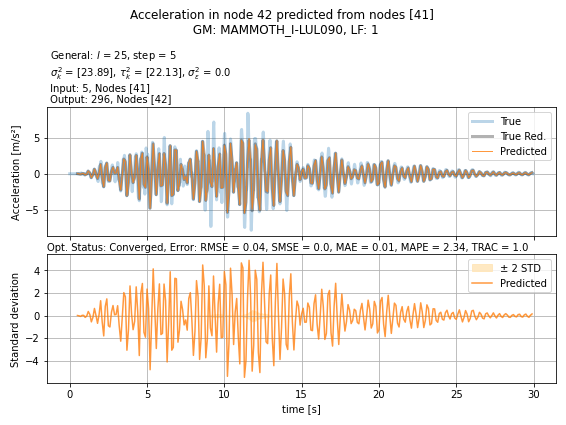 Acceleration in node 42 predicted from nodes [41]
GM: MAMMOTH_I-LUL090, LF: 1
General: l = 25, step = 5
σ²ₖ = [23.89], τ²ₖ = [22.13], σ²ε = 0.0
Input: 5, Nodes [41]
Output: 296, Nodes [42]
Acceleration [m/s²]
5
0
−5
True
True Red.
Predicted
Opt. Status: Converged, Error: RMSE = 0.04, SMSE = 0.0, MAE = 0.01, MAPE = 2.34, TRAC = 1.0
Standard deviation
4
2
0
−2
−4
± 2 STD
Predicted
0 5 10 15 20 25 30
time [s]